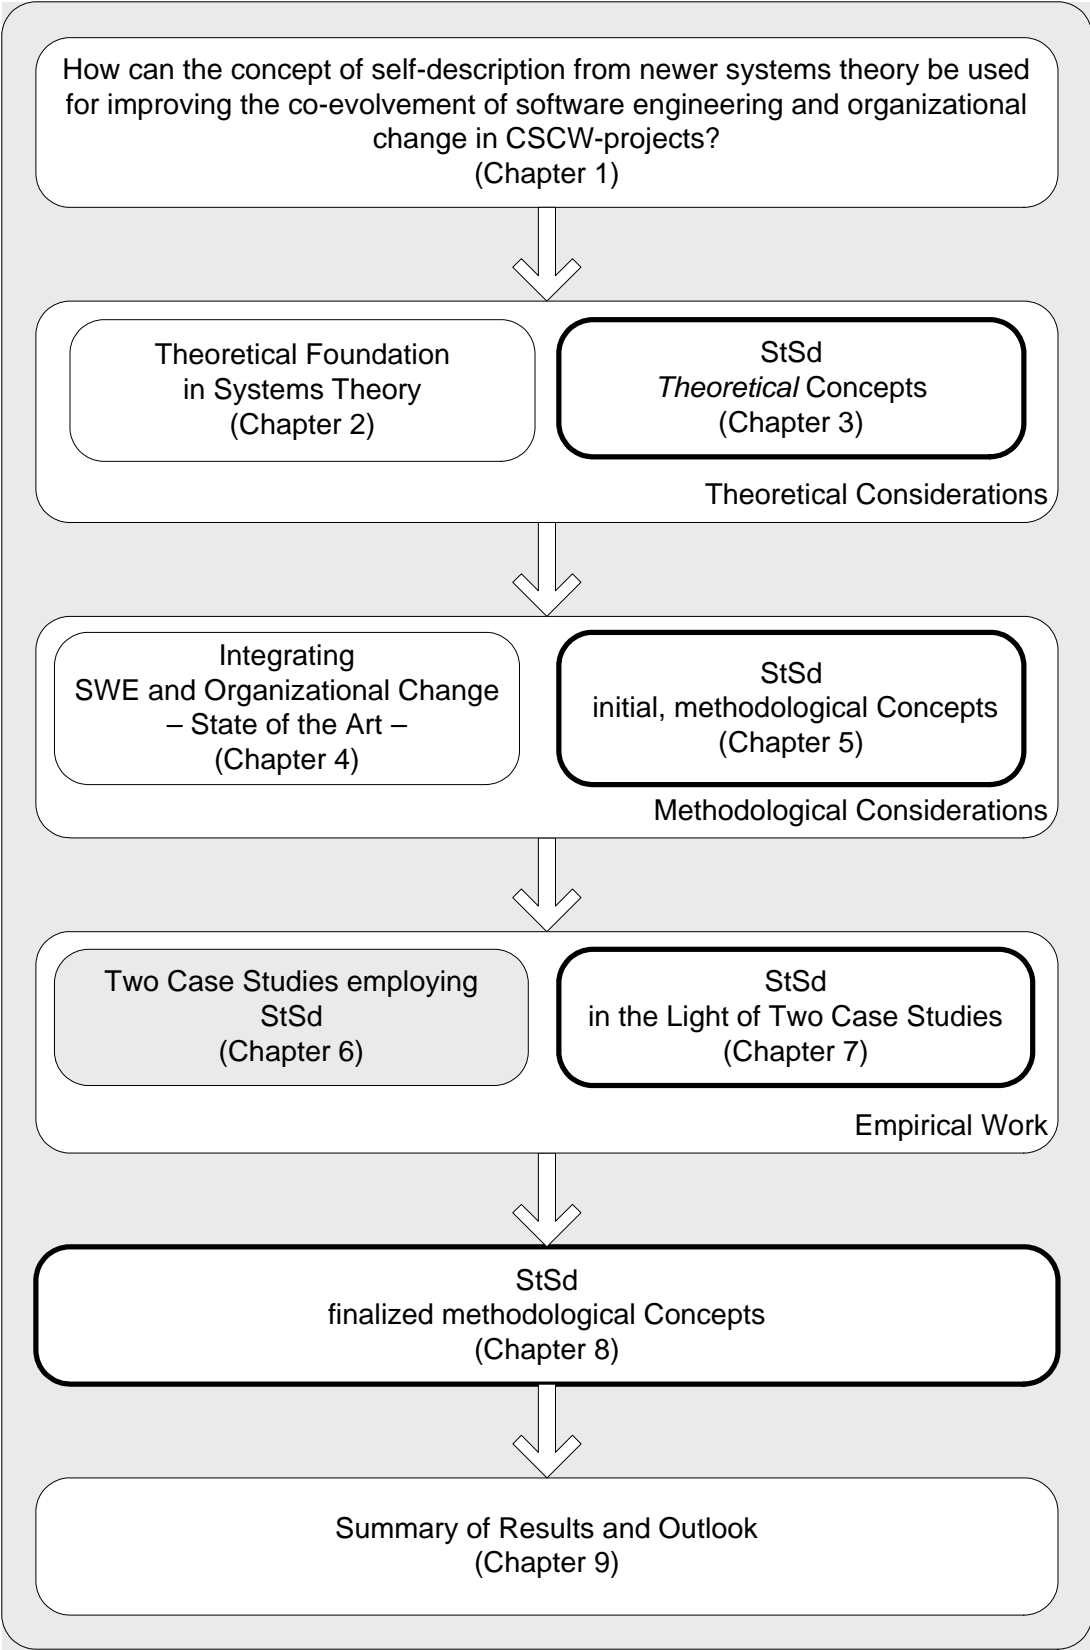 How can the concept of self-description from newer systems theory be used
for improving the co-evolvement of software engineering and organizational
change in CSCW-projects?
(Chapter 1)
Theoretical Foundation
in Systems Theory
(Chapter 2)
StSd
Theoretical Concepts
(Chapter 3)
Theoretical Considerations
Integrating
SWE and Organizational Change
– State of the Art –
(Chapter 4)
StSd
initial, methodological Concepts
(Chapter 5)
Methodological Considerations
Two Case Studies employing
StSd
(Chapter 6)
StSd
in the Light of Two Case Studies
(Chapter 7)
Empirical Work
StSd
finalized methodological Concepts
(Chapter 8)
Summary of Results and Outlook
(Chapter 9)